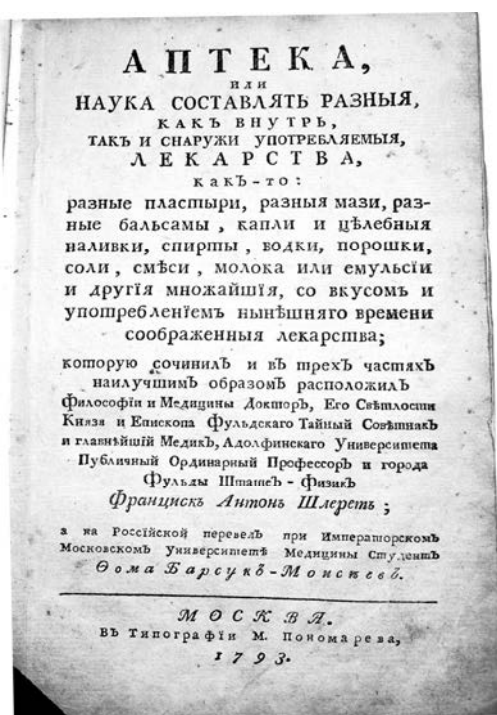 АПТЕКА,
или
НАУКА СОСТАВЛЯТЬ РАЗНЫЯ,
КАКЪ ВНУТРЬ,
ТАКЪ И СНАРУЖИ УПОТРЕБЛЯЕМЫЯ,
ЛЕКАРСТВА,
КАКЪ-ТО:
разные пластыри, разныя мази, раз-
ные бальсамы, капли и цѣлебныя
наливки, спирты, водки, порошки,
соли, смѣси, молока или емульсіи
и другія множайшія, со вкусомъ и
употребленіемъ нынѣшняго времени
соображенныя лекарства;
которую сочинилъ и въ трехъ частяхъ
наилучшимъ образомъ расположилъ
Философіи и Медицины Докторъ, Его Свѣтлости
Князя и Епископа Фульдскаго Тайный Совѣтникъ
и главнѣйшій Медикъ, Адолфинскаго Университета
Публичный Ординарный Профессоръ и города
Фульды Штатсъ-Физикъ
Францискъ Антонъ Шлеретъ;
а на Россійской перевелъ при Императорскомъ
Московскомъ Университетѣ Медицины Студентъ
Ѳома Барсукъ-Моисѣевъ.
МОСКВА.
Въ Типографіи М. Пономарева,
1793.